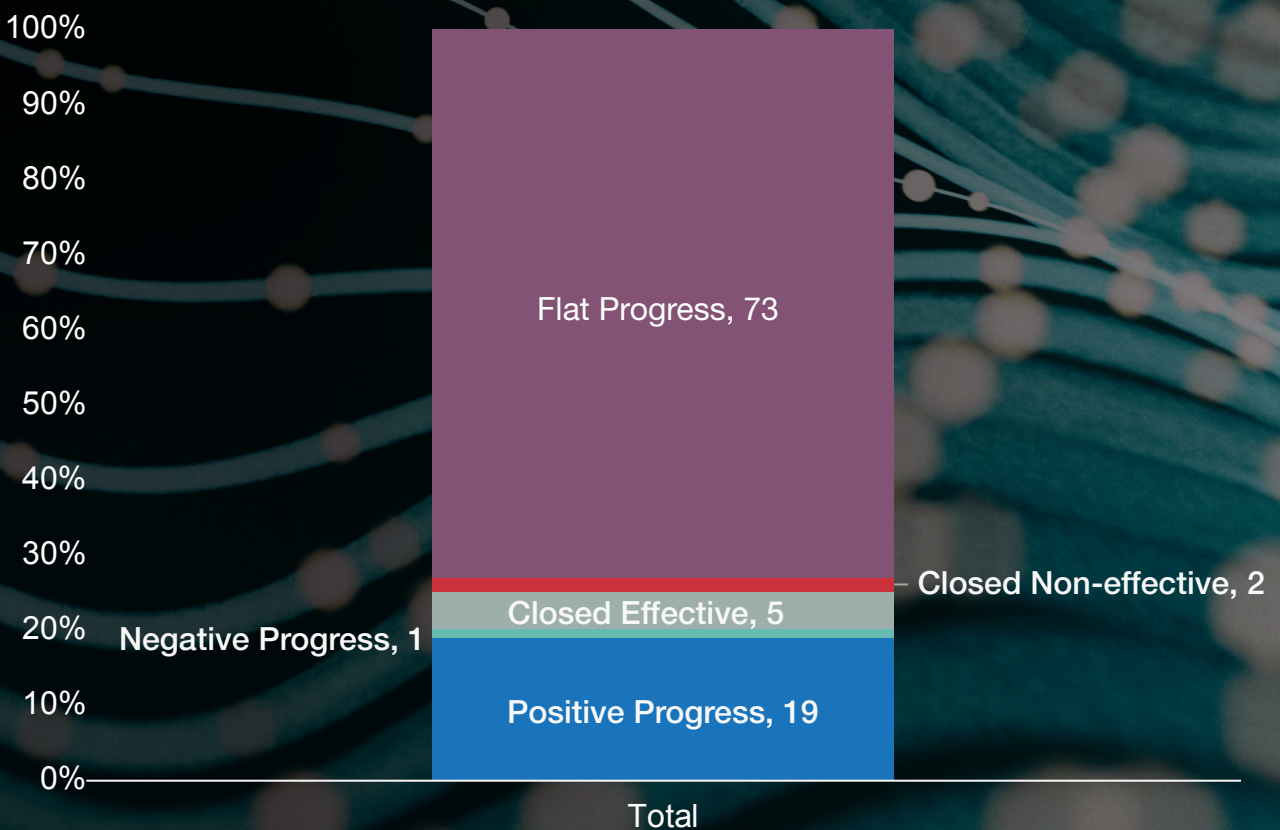 100%
90%
80%
70%
60%
50%
40%
30%
20%
10%
0%
Flat Progress, 73
Closed Non-effective, 2
Closed Effective, 5
Negative Progress, 1
Positive Progress, 19
Total